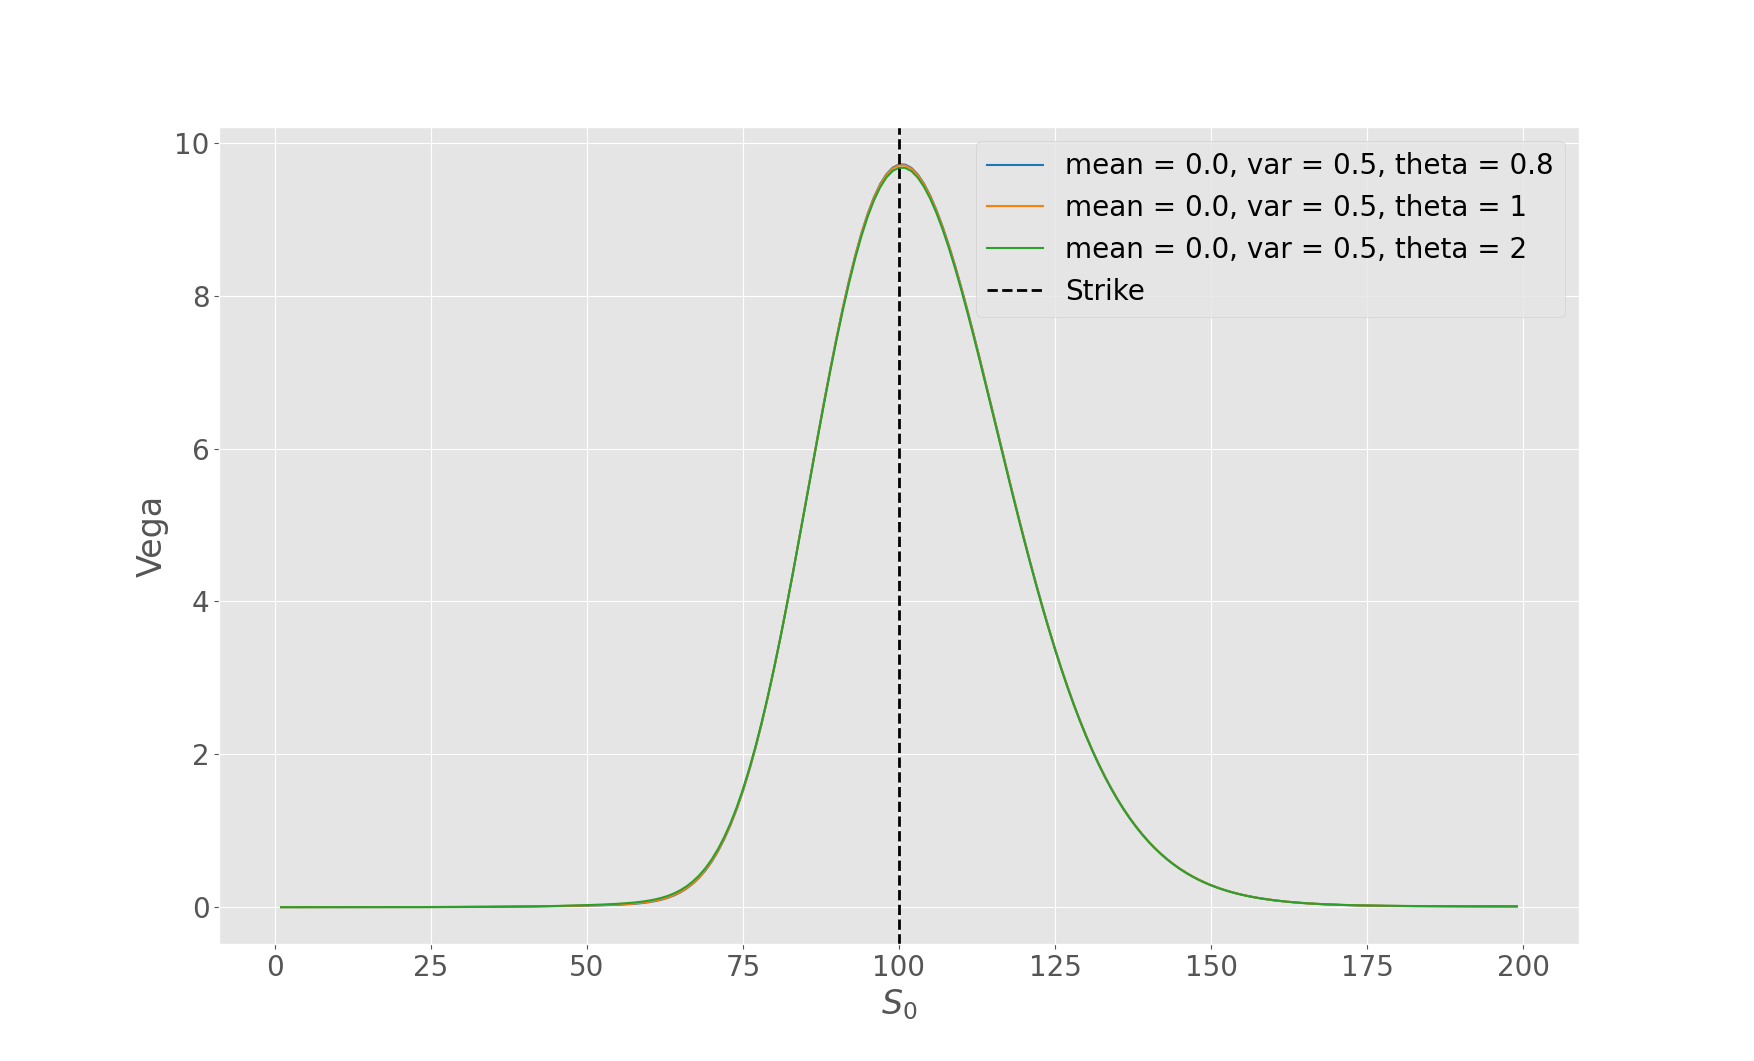 10
8
6
4
2
0
Vega
mean = 0.0, var = 0.5, theta = 0.8
mean = 0.0, var = 0.5, theta = 1
mean = 0.0, var = 0.5, theta = 2
Strike
0 25 50 75 100 125 150 175 200
S₀